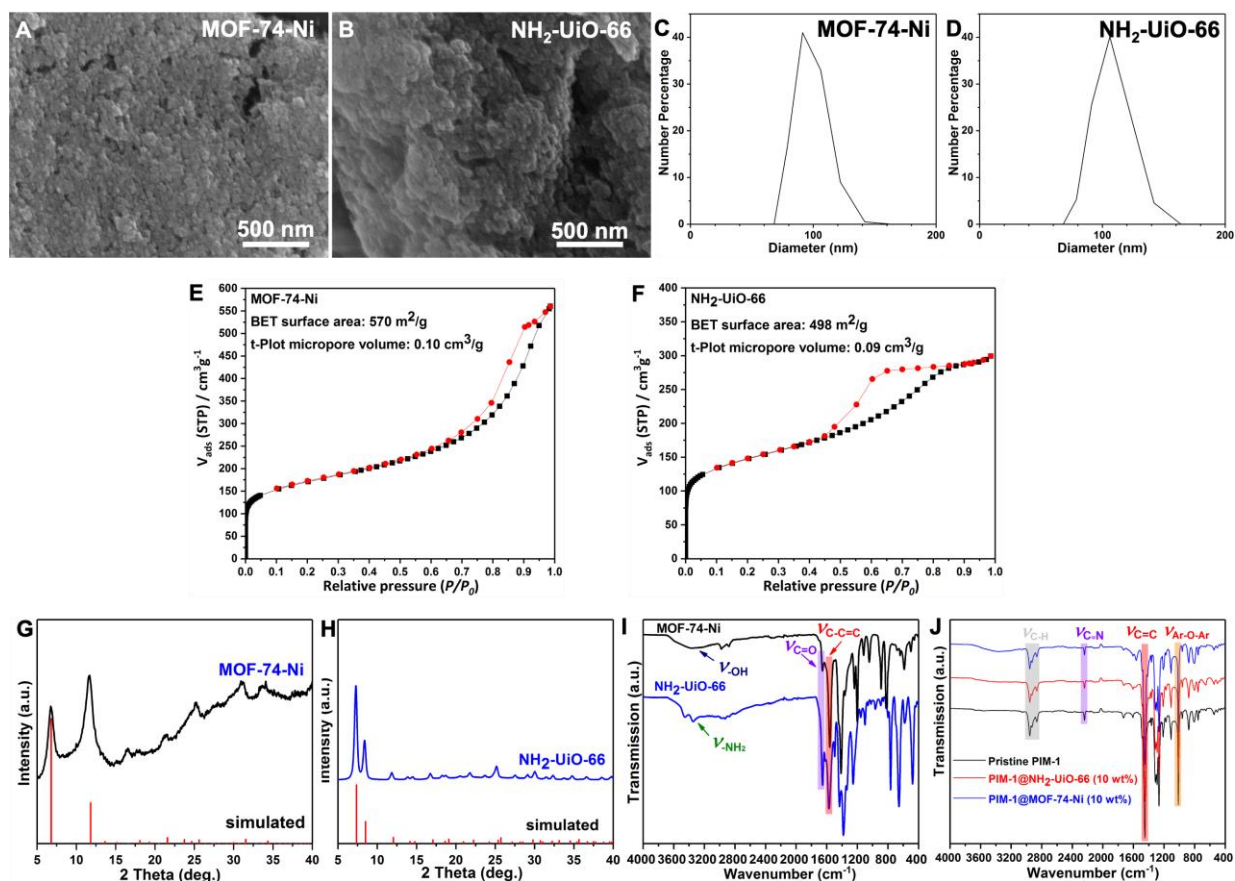 A
MOF-74-Ni
500 nm
B
NH₂-UiO-66
500 nm
C
MOF-74-Ni
Number Percentage
40
30
20
10
0
0 100 200
Diameter (nm)
D
NH₂-UiO-66
Number Percentage
40
30
20
10
0
0 100 200
Diameter (nm)
E
MOF-74-Ni
BET surface area: 570 m²/g
t-Plot micropore volume: 0.10 cm³/g
V_ads (STP) / cm³g⁻¹
600
550
500
450
400
350
300
250
200
150
100
50
0
0.0 0.1 0.2 0.3 0.4 0.5 0.6 0.7 0.8 0.9 1.0
Relative pressure (P/P₀)
F
NH₂-UiO-66
BET surface area: 498 m²/g
t-Plot micropore volume: 0.09 cm³/g
V_ads (STP) / cm³g⁻¹
400
350
300
250
200
150
100
50
0
0.0 0.1 0.2 0.3 0.4 0.5 0.6 0.7 0.8 0.9 1.0
Relative pressure (P/P₀)
G
MOF-74-Ni
simulated
Intensity (a.u.)
5 10 15 20 25 30 35 40
2 Theta (deg.)
H
NH₂-UiO-66
simulated
Intensity (a.u.)
5 10 15 20 25 30 35 40
2 Theta (deg.)
I
MOF-74-Ni
ν_C-C=C
ν_C=O
ν_-OH
NH₂-UiO-66
ν_-NH₂
Transmission (a.u.)
4000 3600 3200 2800 2400 2000 1600 1200 800 400
Wavenumber (cm⁻¹)
J
ν_C-H
ν_C≡N
ν_C=C
ν_Ar-O-Ar
Pristine PIM-1
PIM-1@NH₂-UiO-66 (10 wt%)
PIM-1@MOF-74-Ni (10 wt%)
Transmission (a.u.)
4000 3600 3200 2800 2400 2000 1600 1200 800 400
Wavenumber (cm⁻¹)